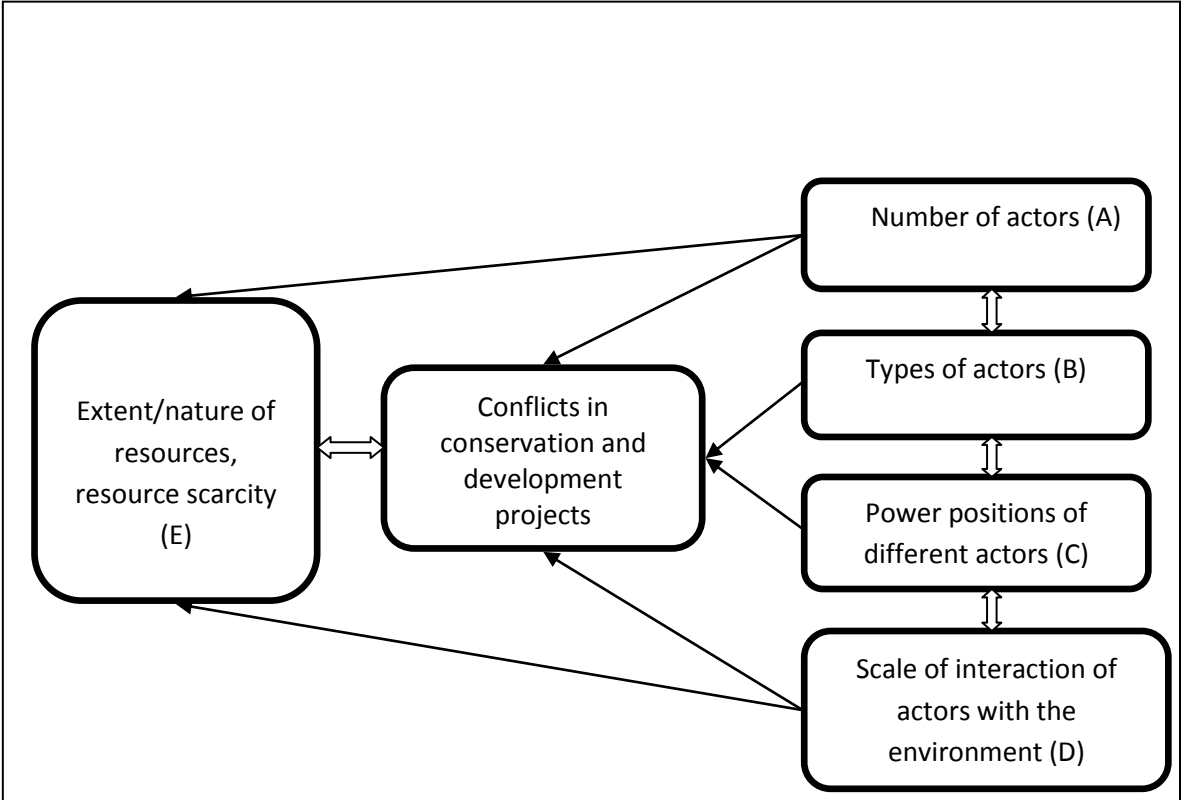 Number of actors (A)
Types of actors (B)
Extent/nature of
resources,
resource scarcity
(E)
Conflicts in
conservation and
development
projects
Power positions of
different actors (C)
Scale of interaction of
actors with the
environment (D)